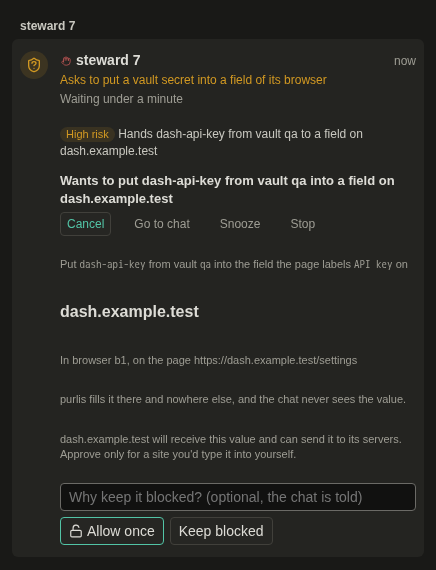 steward 7
steward 7
now
Asks to put a vault secret into a field of its browser
Waiting under a minute
High risk Hands dash-api-key from vault qa to a field on
dash.example.test
Wants to put dash-api-key from vault qa into a field on
dash.example.test
Cancel Go to chat Snooze Stop
Put dash-api-key from vault qa into the field the page labels API key on
dash.example.test
In browser b1, on the page https://dash.example.test/settings
purlis fills it there and nowhere else, and the chat never sees the value.
dash.example.test will receive this value and can send it to its servers.
Approve only for a site you'd type it into yourself.
Why keep it blocked? (optional, the chat is told)
Allow once Keep blocked